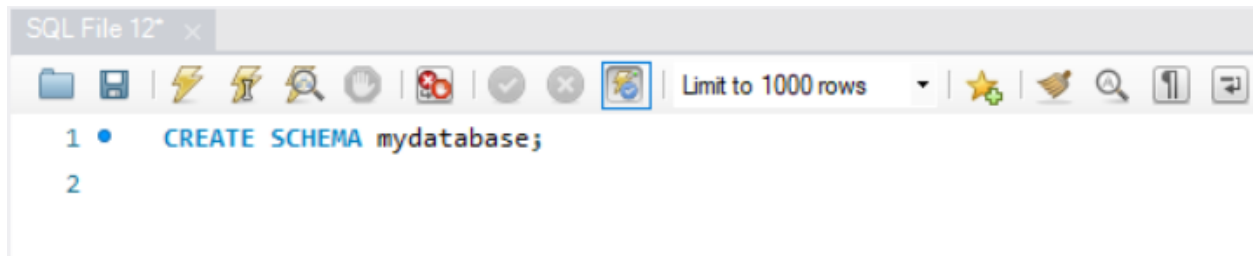 SQL File 12*
Limit to 1000 rows
1 CREATE SCHEMA mydatabase;
2